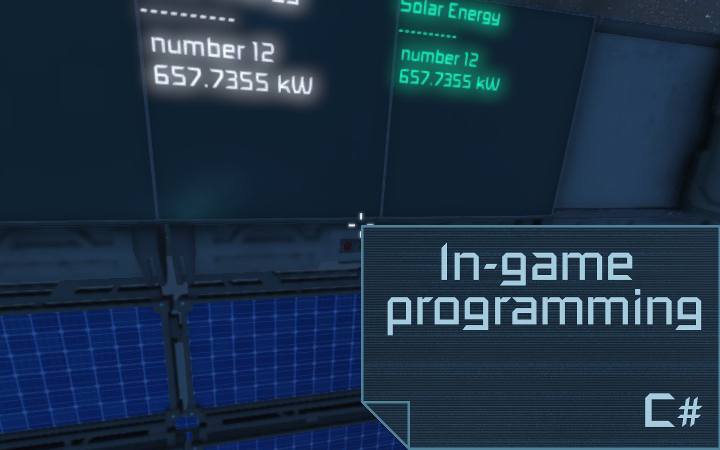 ----------
number 12
657.7355 kW
Solar Energy
----------
number 12
657.7355 kW
In-game
programming
C#